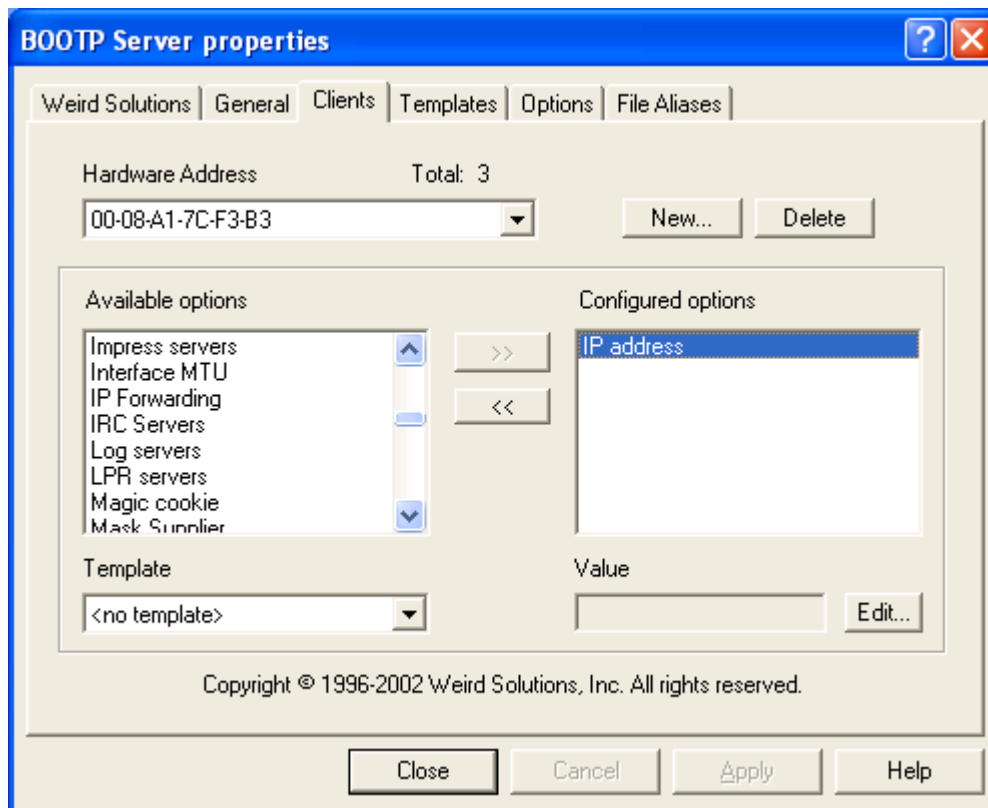 BOOTP Server properties
Weird Solutions General Clients Templates Options File Aliases
Hardware Address Total: 3
00-08-A1-7C-F3-B3 New... Delete
Available options Configured options
Impress servers >> IP address
Interface MTU
IP Forwarding <<
IRC Servers
Log servers
LPR servers
Magic cookie
Mask Supplier
Template Value
<no template> Edit...
Copyright © 1996-2002 Weird Solutions, Inc. All rights reserved.
Close Cancel Apply Help